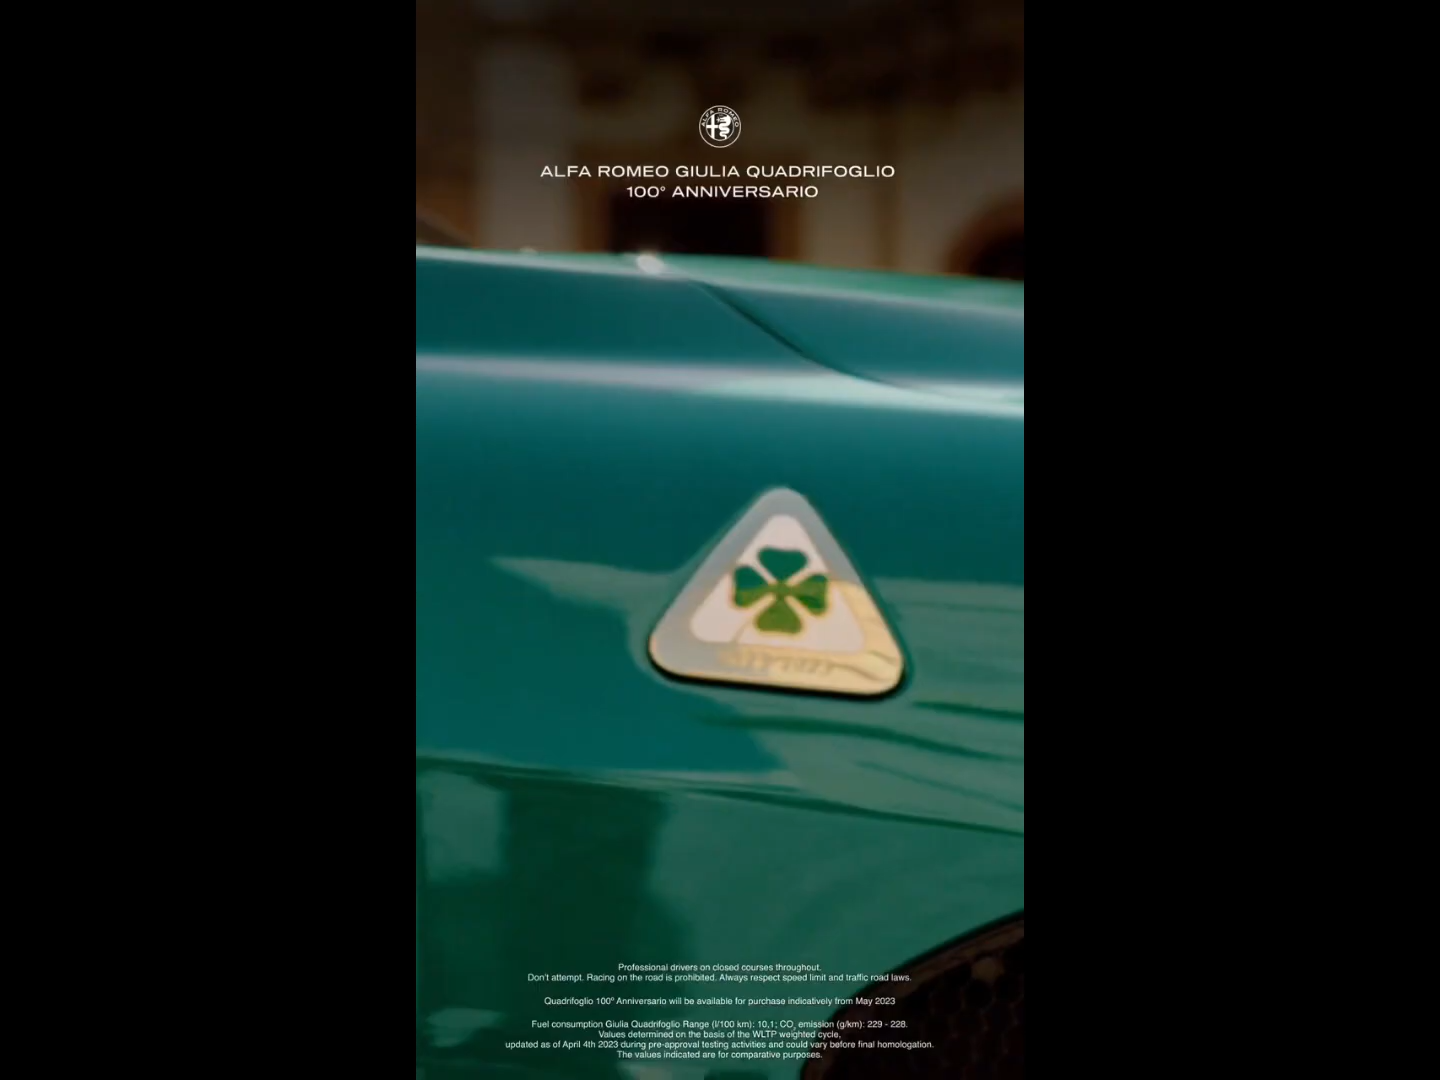 ALFA ROMEO
ALFA ROMEO GIULIA QUADRIFOGLIO
100° ANNIVERSARIO
Professional drivers on closed courses throughout.
Don't attempt. Racing on the road is prohibited. Always respect speed limit and traffic road laws.
Quadrifoglio 100° Anniversario will be available for purchase indicatively from May 2023
Fuel consumption Giulia Quadrifoglio Range (l/100 km): 10,1; CO2 emission (g/km): 229 - 228.
Values determined on the basis of the WLTP weighted cycle,
updated as of April 4th 2023 during pre-approval testing activities and could vary before final homologation.
The values indicated are for comparative purposes.